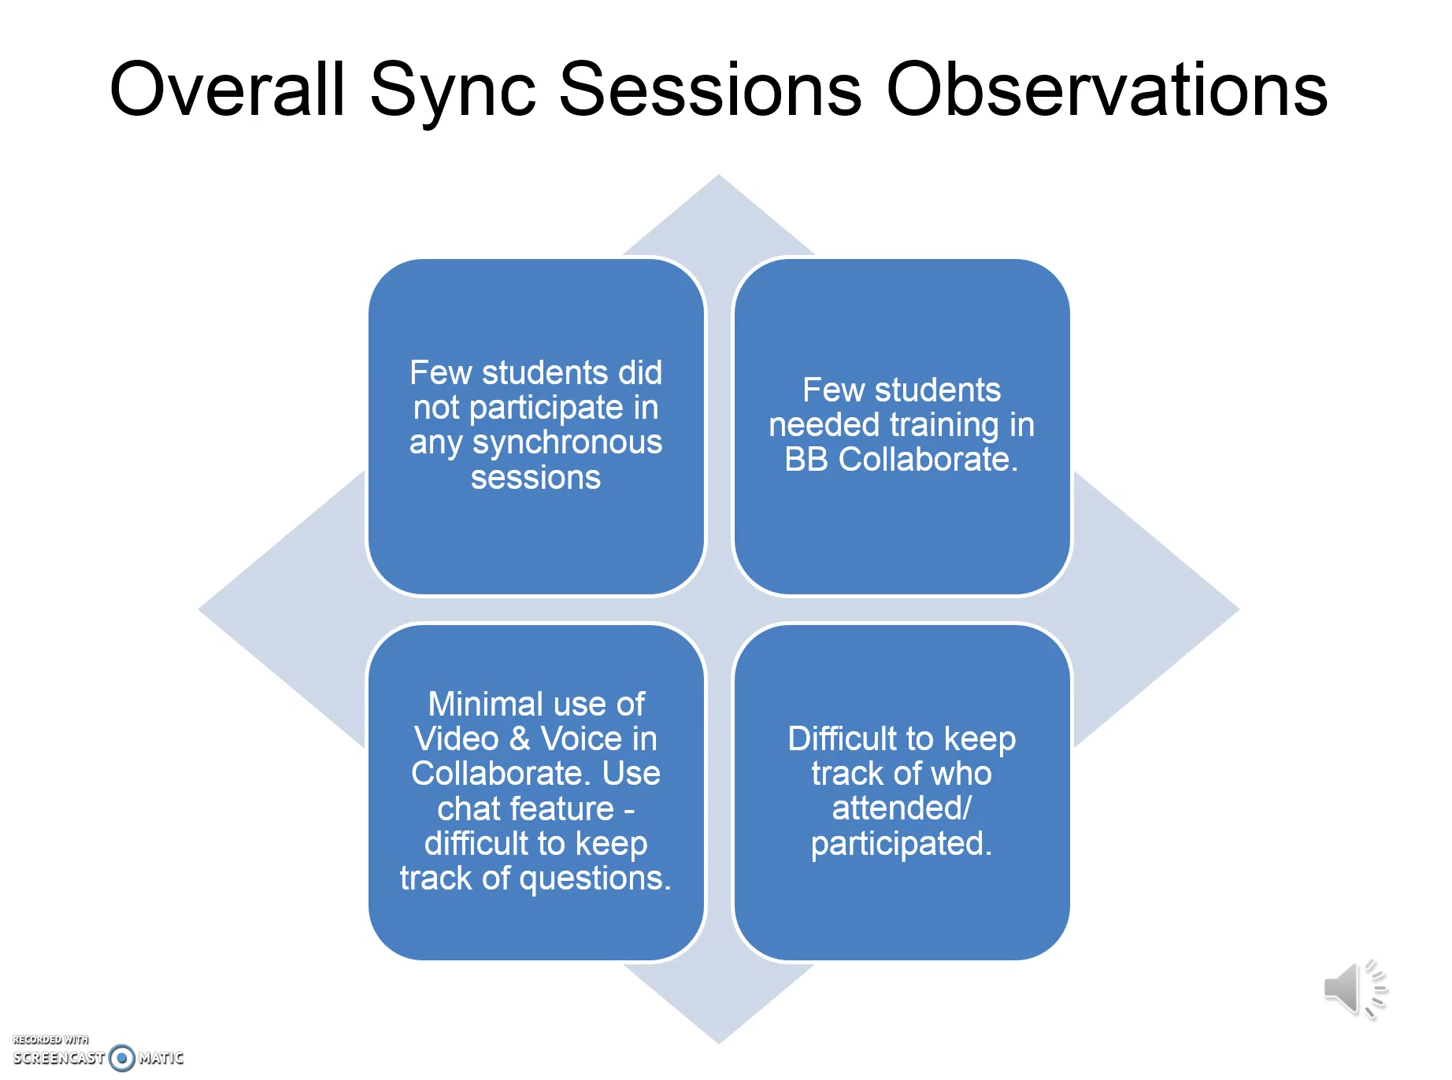 Overall Sync Sessions Observations
Few students did
not participate in
any synchronous
sessions
Few students
needed training in
BB Collaborate.
Minimal use of
Video & Voice in
Collaborate. Use
chat feature -
difficult to keep
track of questions.
Difficult to keep
track of who
attended/
participated.
RECORDED WITH
SCREENCAST MATIC